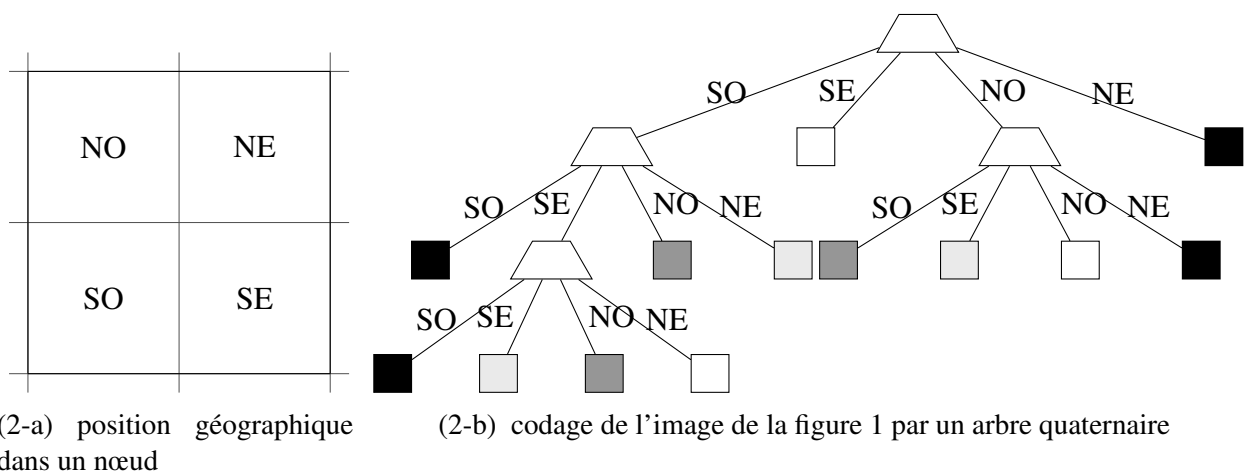 SO SE NO NE
NO NE
SO SE NO NE SO SE NO NE
SO SE
SO SE NO NE
(2-a) position géographique
dans un nœud
(2-b) codage de l'image de la figure 1 par un arbre quaternaire